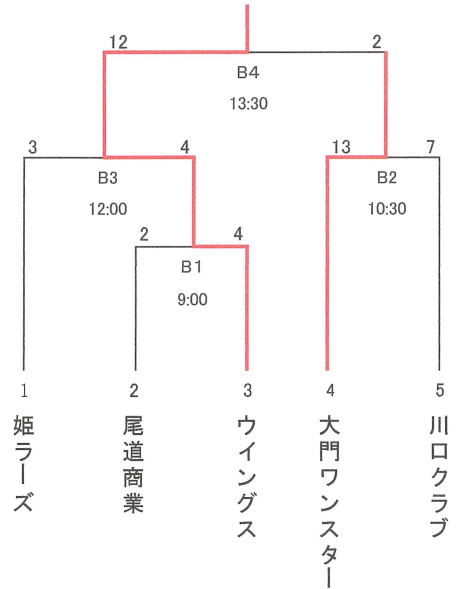 12 2
B4
13:30
3 4 13 7
B3 B2
12:00 10:30
2 4
B1
9:00
1 2 3 4 5
姫ラーズ
尾道商業
ウイングス
大門ワンスター
川口クラブ